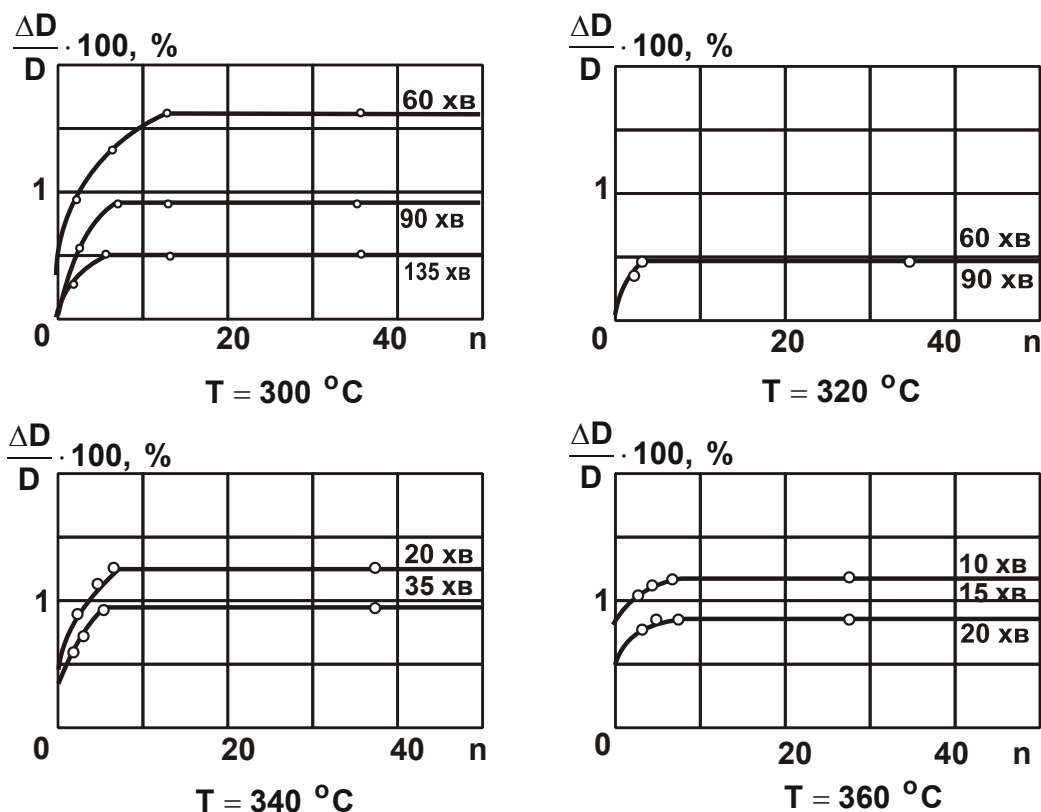 ΔD/D · 100, %
60 хв
1
90 хв
135 хв
0 20 40 n
T = 300 °C
ΔD/D · 100, %
1
60 хв
90 хв
0 20 40 n
T = 320 °C
ΔD/D · 100, %
20 хв
35 хв
1
0 20 40 n
T = 340 °C
ΔD/D · 100, %
10 хв
1 15 хв
20 хв
0 20 40 n
T = 360 °C